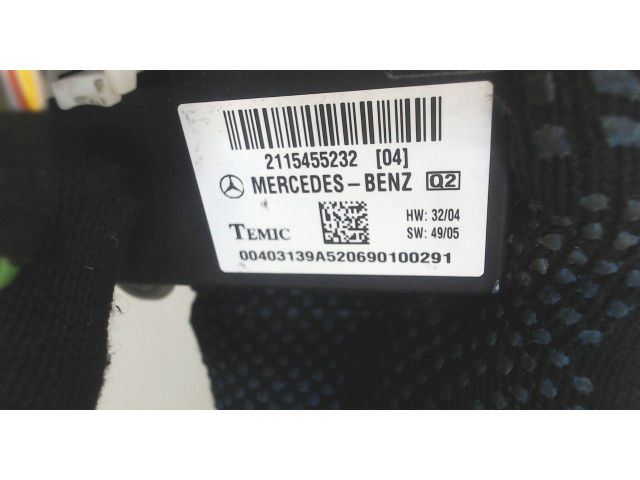 2115455232 [04]
MERCEDES-BENZ Q2
TEMIC
HW: 32/04
SW: 49/05
00403139A520690100291